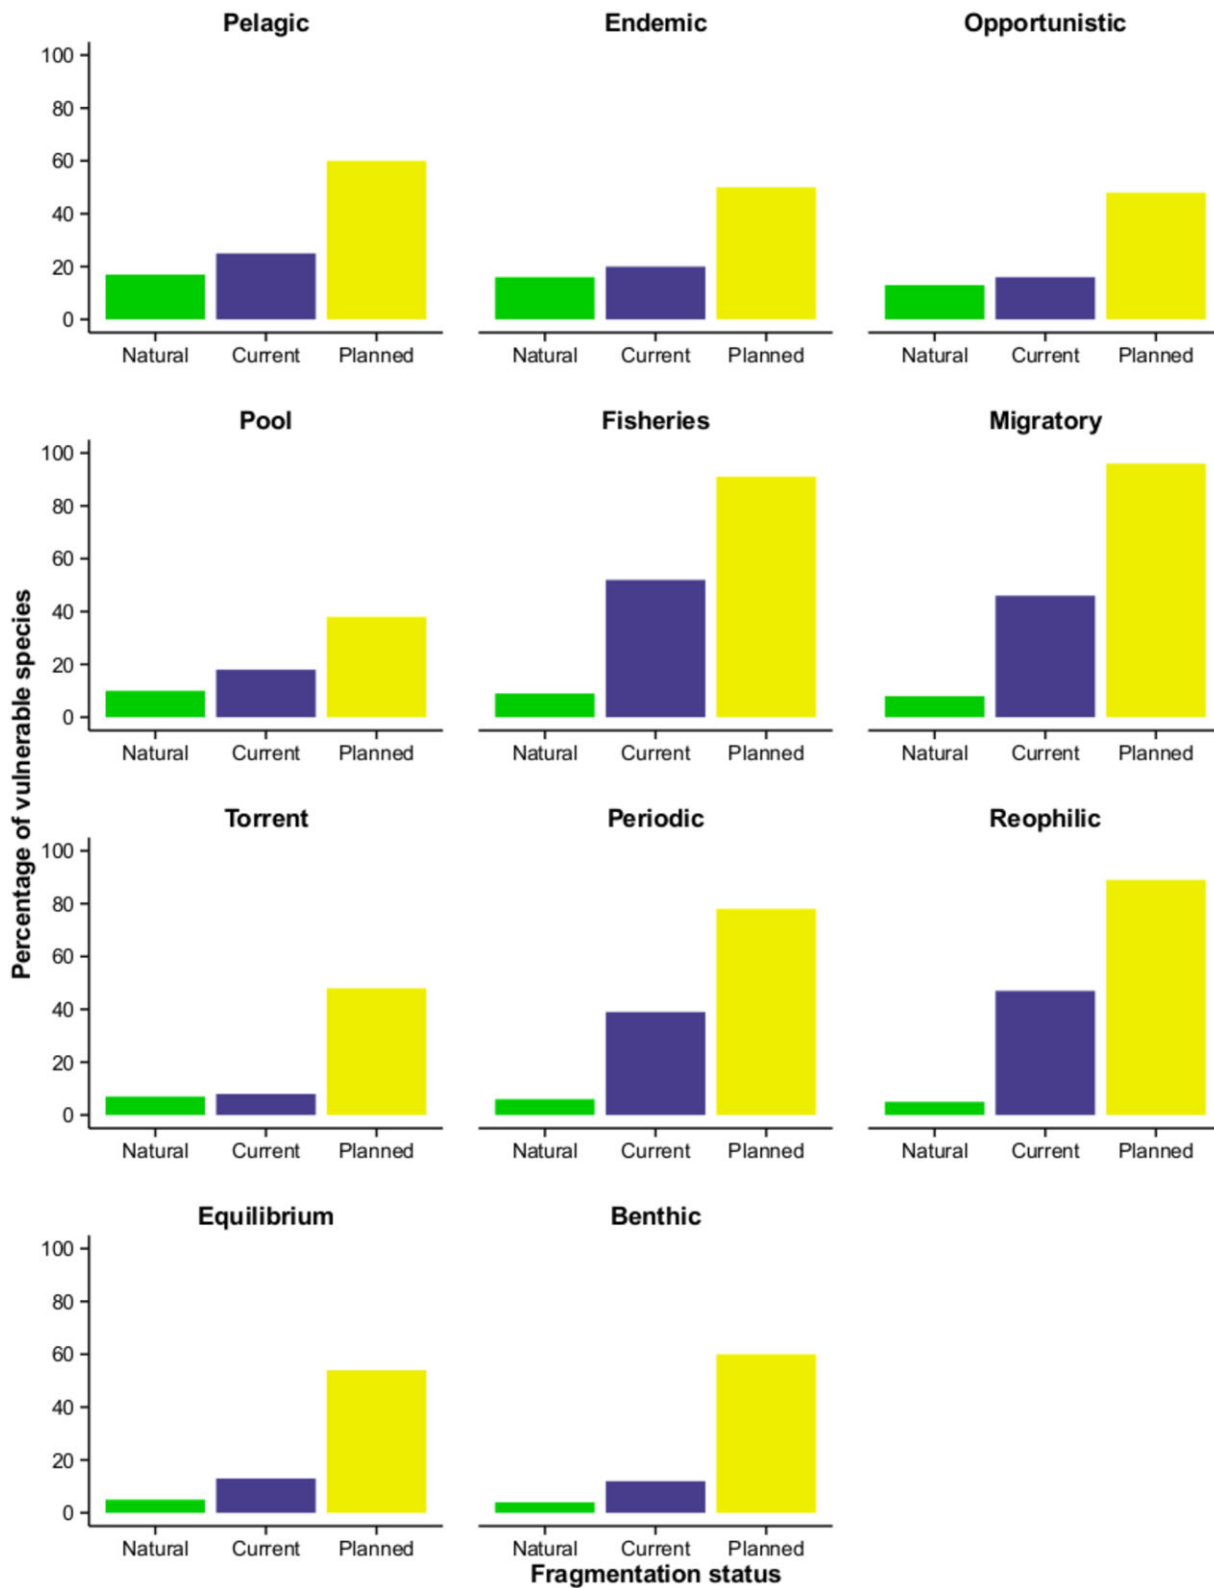 Pelagic Endemic Opportunistic
100
80
60
40
20
0
Natural Current Planned Natural Current Planned Natural Current Planned
Pool Fisheries Migratory
100
80
60
40
20
0
Natural Current Planned Natural Current Planned Natural Current Planned
Percentage of vulnerable species
Torrent Periodic Reophilic
100
80
60
40
20
0
Natural Current Planned Natural Current Planned Natural Current Planned
Equilibrium Benthic
100
80
60
40
20
0
Natural Current Planned Natural Current Planned
Fragmentation status